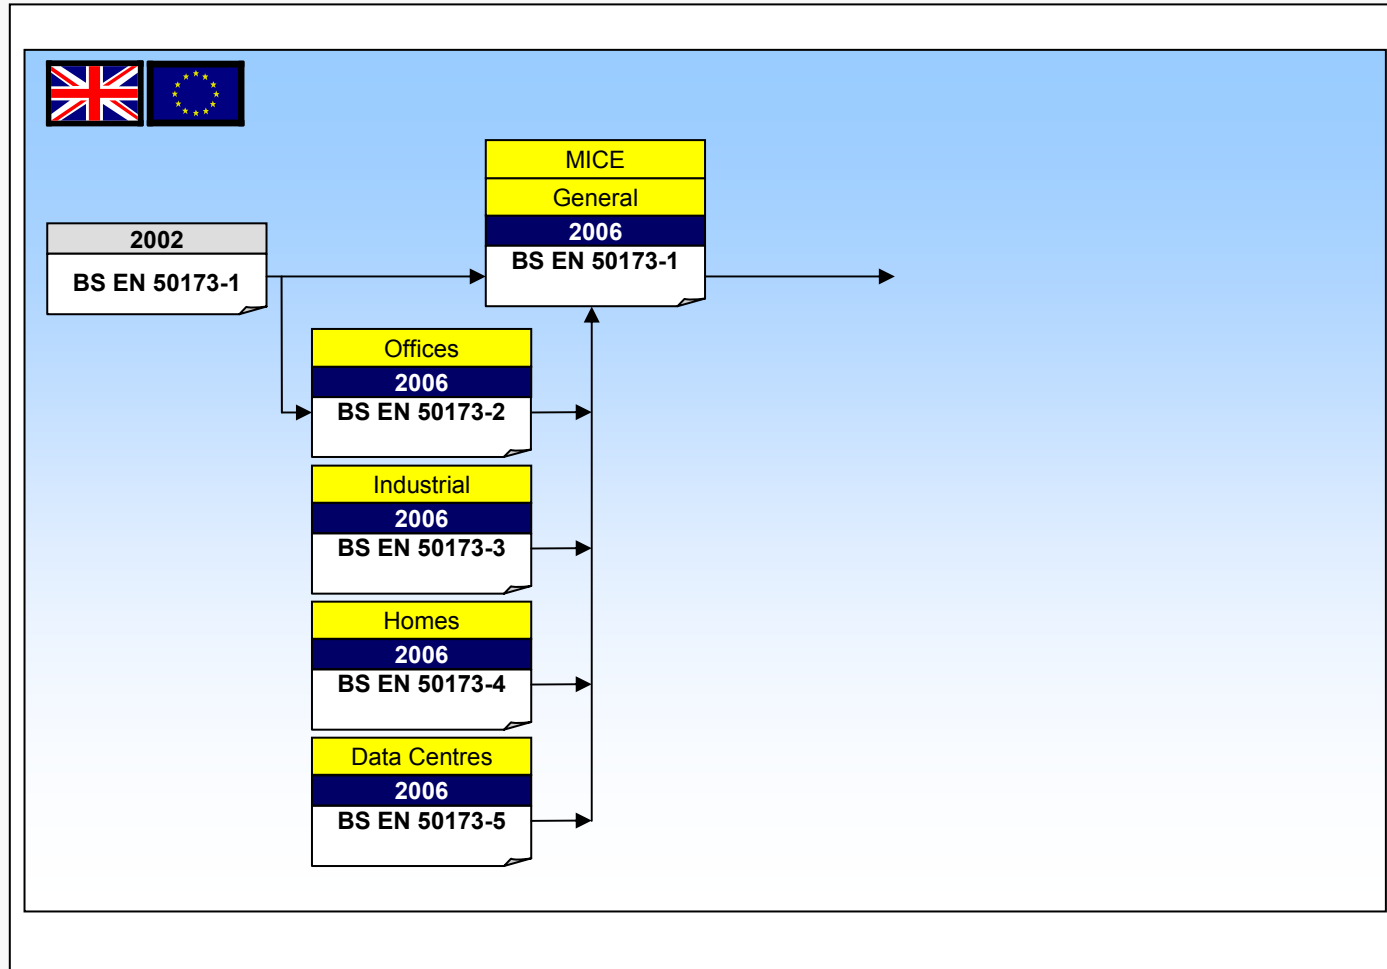 MICE
General
2006
BS EN 50173-1
2002
BS EN 50173-1
Offices
2006
BS EN 50173-2
Industrial
2006
BS EN 50173-3
Homes
2006
BS EN 50173-4
Data Centres
2006
BS EN 50173-5